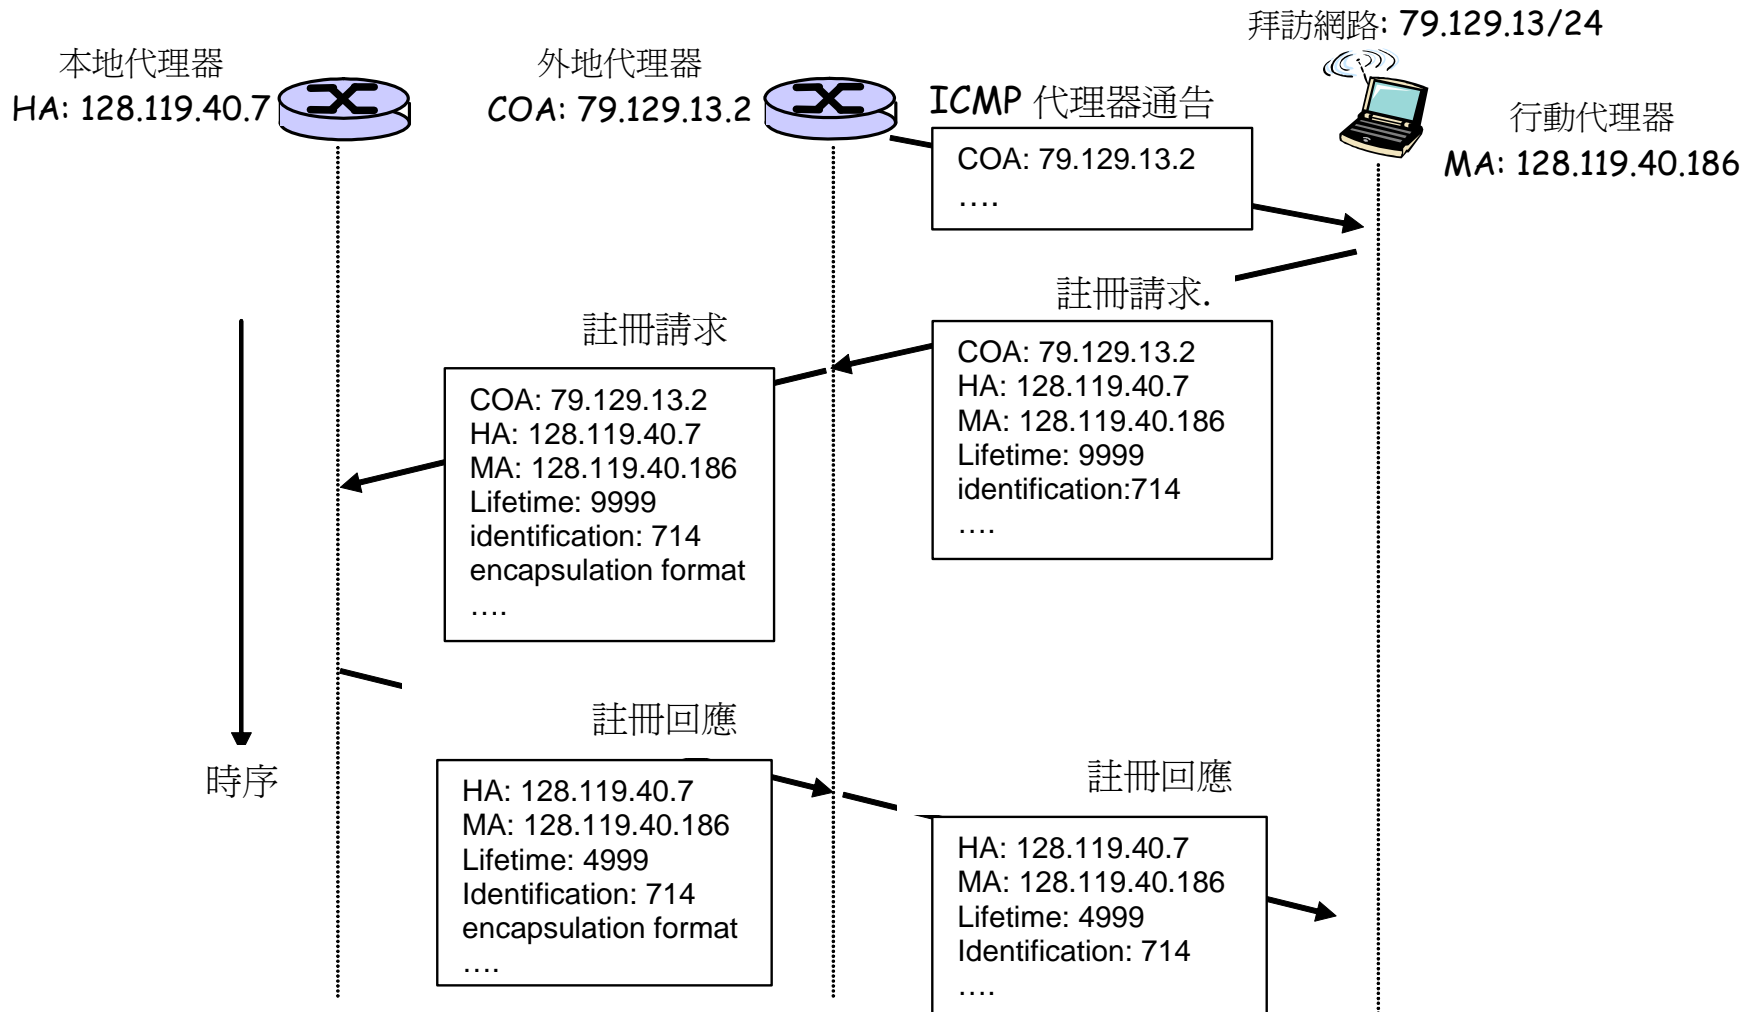 拜訪網路: 79.129.13/24
本地代理器
HA: 128.119.40.7
外地代理器
COA: 79.129.13.2
ICMP 代理器通告
COA: 79.129.13.2
….
行動代理器
MA: 128.119.40.186
註冊請求.
COA: 79.129.13.2
HA: 128.119.40.7
MA: 128.119.40.186
Lifetime: 9999
identification:714
….
註冊請求
COA: 79.129.13.2
HA: 128.119.40.7
MA: 128.119.40.186
Lifetime: 9999
identification: 714
encapsulation format
….
時序
註冊回應
HA: 128.119.40.7
MA: 128.119.40.186
Lifetime: 4999
Identification: 714
encapsulation format
….
註冊回應
HA: 128.119.40.7
MA: 128.119.40.186
Lifetime: 4999
Identification: 714
….